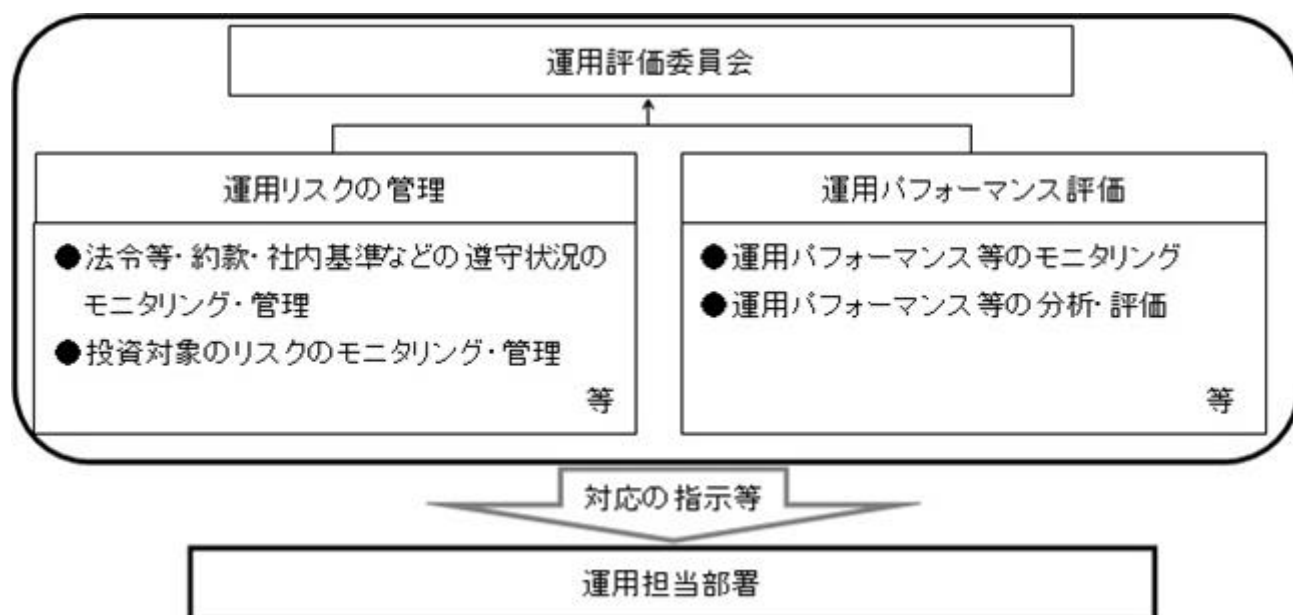 運用評価委員会
運用リスクの管理
●法令等・約款・社内基準などの遵守状況の
モニタリング・管理
●投資対象のリスクのモニタリング・管理
等
運用パフォーマンス評価
●運用パフォーマンス等のモニタリング
●運用パフォーマンス等の分析・評価
等
対応の指示等
運用担当部署